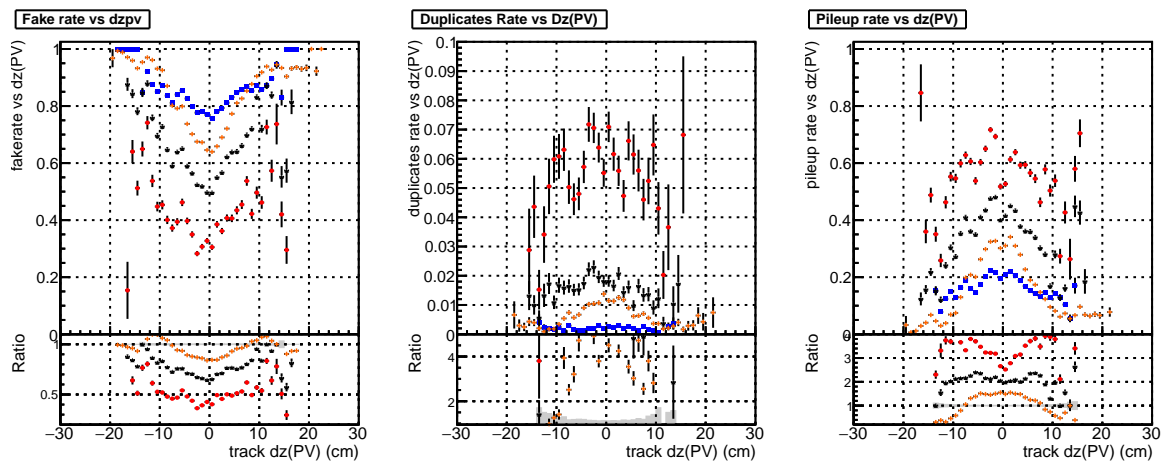 Fake rate vs dzpv
fakerate vs dz(PV)
1
0.8
0.6
0.4
0.2
0
Ratio
1
0.5
−30 −20 −10 0 10 20 30
track dz(PV) (cm)
Duplicates Rate vs Dz(PV)
duplicates rate vs dz(PV)
0.1
0.09
0.08
0.07
0.06
0.05
0.04
0.03
0.02
0.01
0
Ratio
4
2
−30 −20 −10 0 10 20 30
track dz(PV) (cm)
Pileup rate vs dz(PV)
pileup rate vs dz(PV)
1
0.8
0.6
0.4
0.2
0
Ratio
3
2
1
−30 −20 −10 0 10 20 30
track dz(PV) (cm)